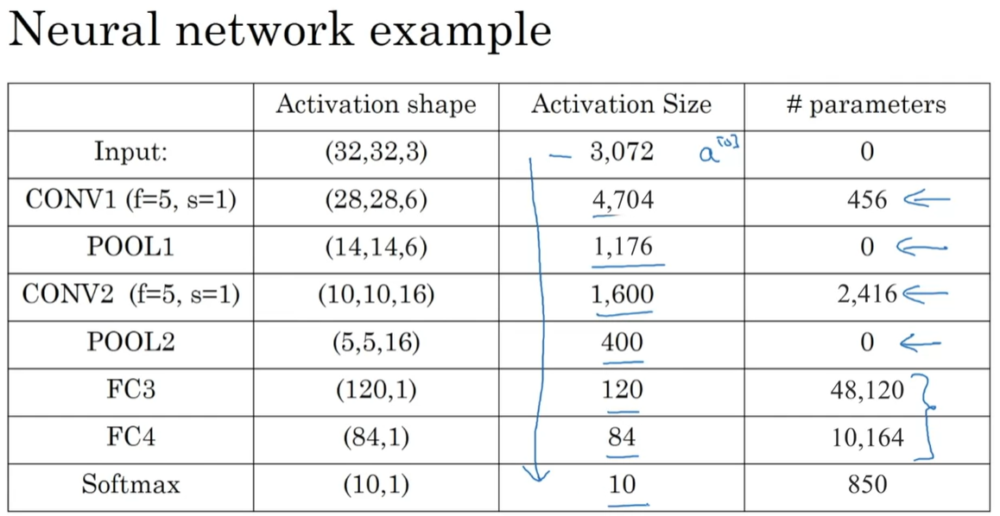 Neural network example
Activation shape Activation Size # parameters
Input: (32,32,3) 3,072 a[0] 0
CONV1 (f=5, s=1) (28,28,6) 4,704 456
POOL1 (14,14,6) 1,176 0
CONV2 (f=5, s=1) (10,10,16) 1,600 2,416
POOL2 (5,5,16) 400 0
FC3 (120,1) 120 48,120
FC4 (84,1) 84 10,164
Softmax (10,1) 10 850